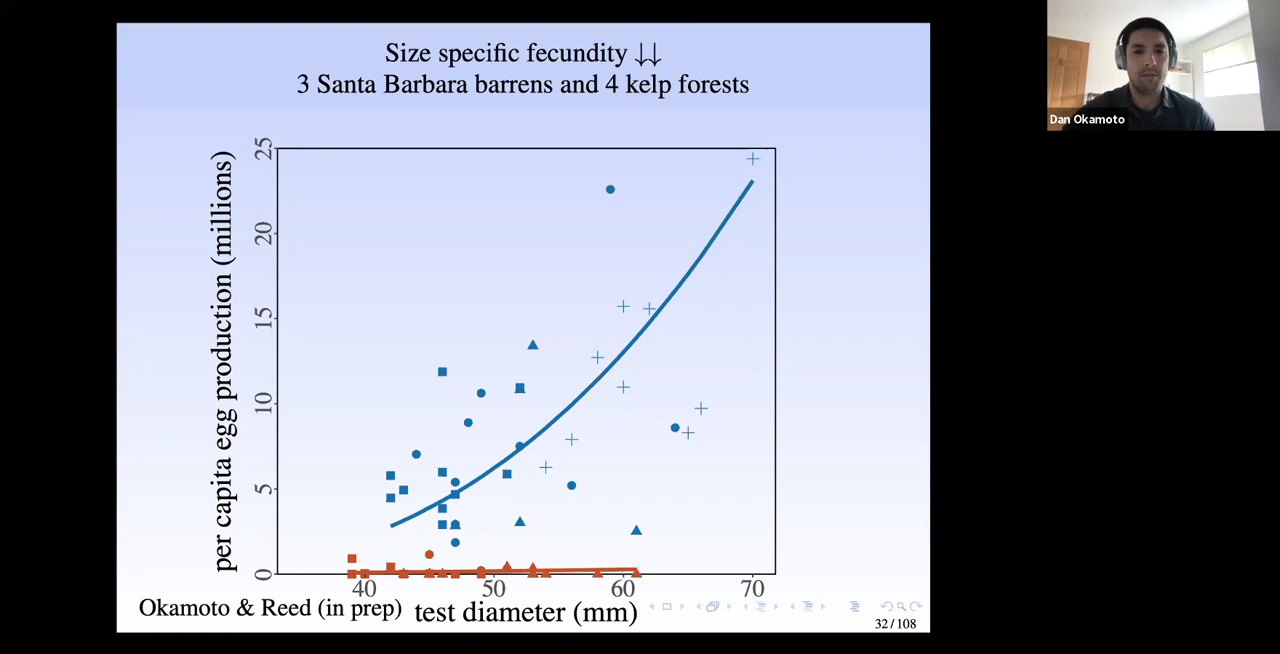 Size specific fecundity ↓↓
3 Santa Barbara barrens and 4 kelp forests
Dan Okamoto
per capita egg production (millions)
25
20
15
10
5
0
40 50 60 70
test diameter (mm)
Okamoto & Reed (in prep)
32 / 108